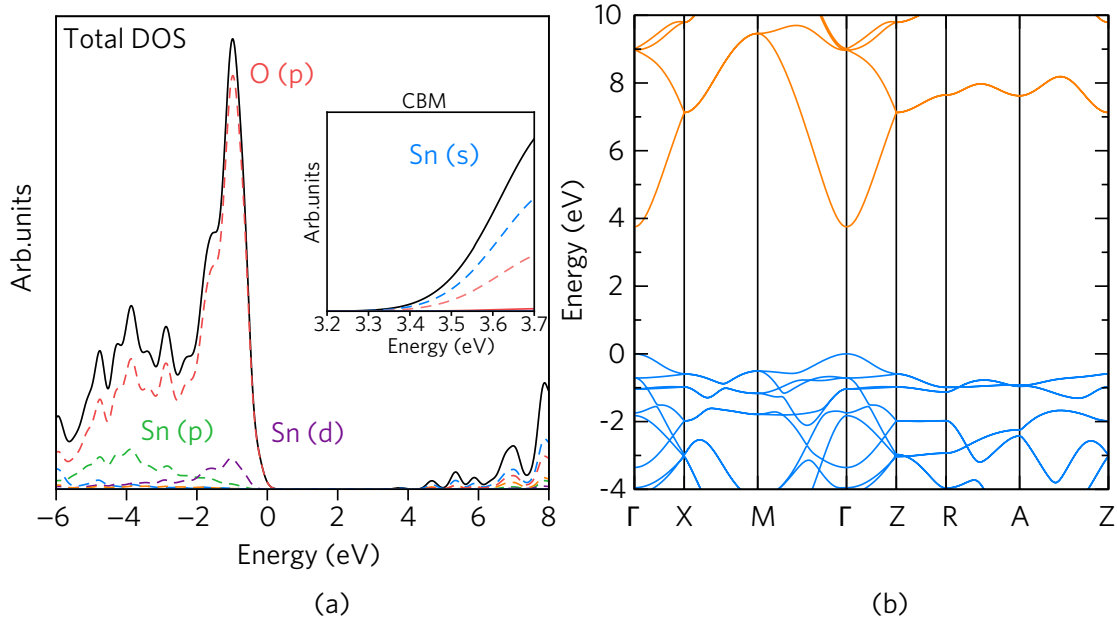 Total DOS
O (p)
CBM
Sn (s)
Arb.units
3.2 3.3 3.4 3.5 3.6 3.7
Energy (eV)
Sn (p)
Sn (d)
Arb.units
−6 −4 −2 0 2 4 6 8
Energy (eV)
(a)
10
8
6
4
2
0
-2
-4
Energy (eV)
Γ X M Γ Z R A Z
(b)